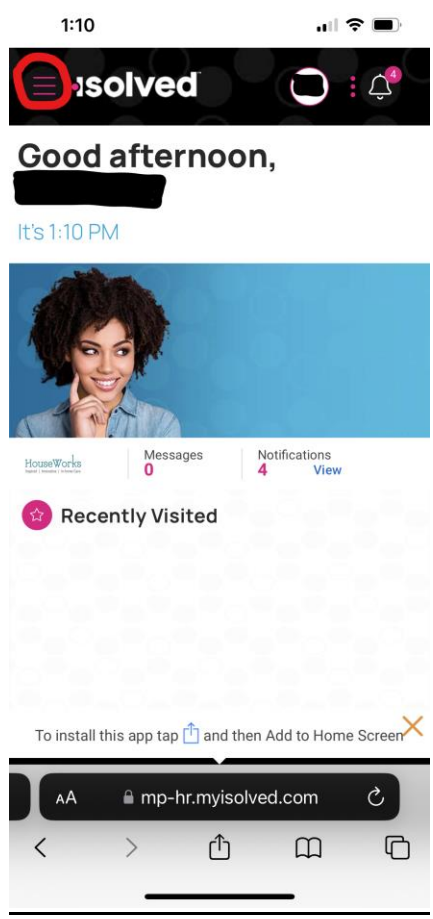 1:10
isolved
4
Good afternoon,
It's 1:10 PM
HouseWorks
Messages
0
Notifications
4 View
Recently Visited
To install this app tap and then Add to Home Screen
AA mp-hr.myisolved.com